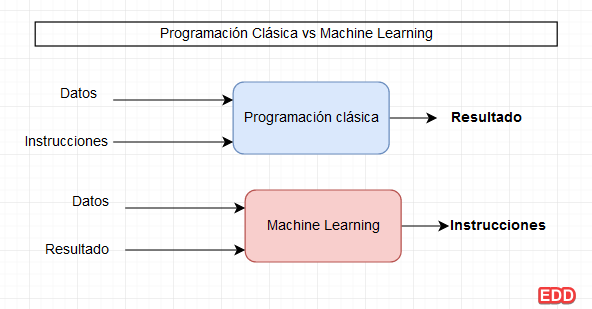 Programación Clásica vs Machine Learning
Datos
Instrucciones
Programación clásica
Resultado
Datos
Resultado
Machine Learning
Instrucciones
EDD